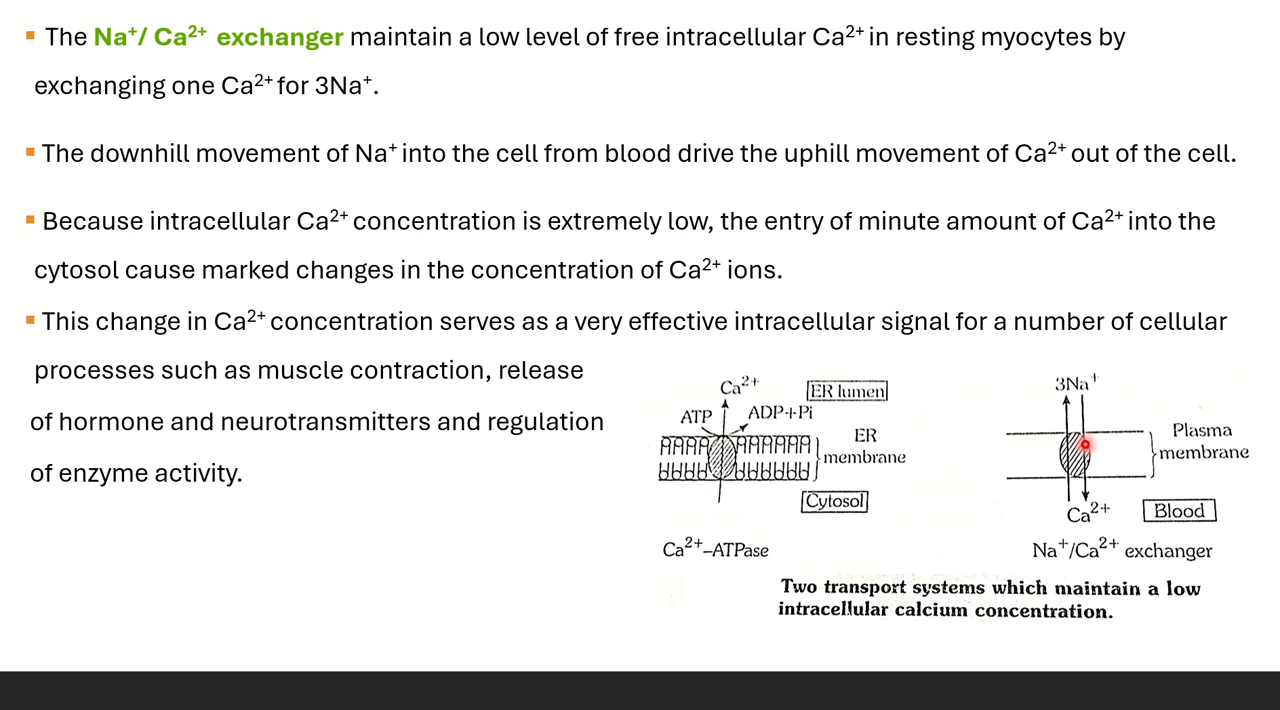 ▪ The Na⁺/ Ca²⁺ exchanger maintain a low level of free intracellular Ca²⁺ in resting myocytes by
exchanging one Ca²⁺ for 3Na⁺.
▪ The downhill movement of Na⁺ into the cell from blood drive the uphill movement of Ca²⁺ out of the cell.
▪ Because intracellular Ca²⁺ concentration is extremely low, the entry of minute amount of Ca²⁺ into the
cytosol cause marked changes in the concentration of Ca²⁺ ions.
▪ This change in Ca²⁺ concentration serves as a very effective intracellular signal for a number of cellular
processes such as muscle contraction, release
of hormone and neurotransmitters and regulation
of enzyme activity.
Ca²⁺
ER lumen
ATP
ADP+Pi
ER
membrane
Cytosol
Ca²⁺–ATPase
3Na⁺
Plasma
membrane
Ca²⁺
Blood
Na⁺/Ca²⁺ exchanger
Two transport systems which maintain a low
intracellular calcium concentration.